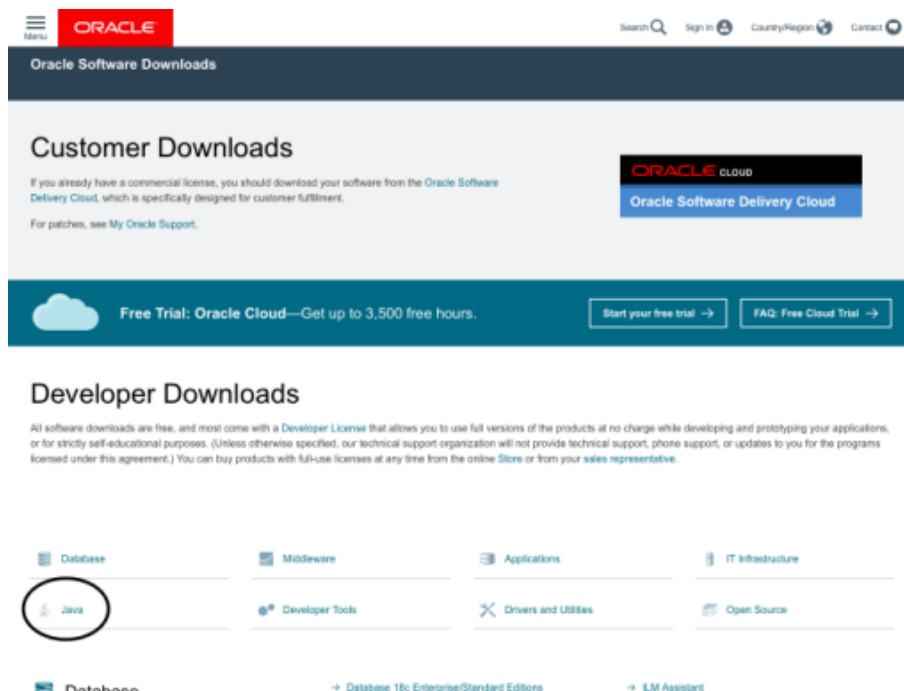 Menu
ORACLE
Search
Sign In
Country/Region
Contact
Oracle Software Downloads
Customer Downloads
If you already have a commercial license, you should download your software from the Oracle Software
Delivery Cloud, which is specifically designed for customer fulfillment.
For patches, see My Oracle Support.
ORACLE CLOUD
Oracle Software Delivery Cloud
Free Trial: Oracle Cloud—Get up to 3,500 free hours.
Start your free trial →
FAQ: Free Cloud Trial →
Developer Downloads
All software downloads are free, and most come with a Developer License that allows you to use full versions of the products at no charge while developing and prototyping your applications,
or for strictly self-educational purposes. (Unless otherwise specified, our technical support organization will not provide technical support, phone support, or updates to you for the programs
licensed under this agreement.) You can buy products with full-use licenses at any time from the online Store or from your sales representative.
Database
Middleware
Applications
IT Infrastructure
Java
Developer Tools
Drivers and Utilities
Open Source
Database
→ Database 18c Enterprise/Standard Editions
→ ILM Assistant